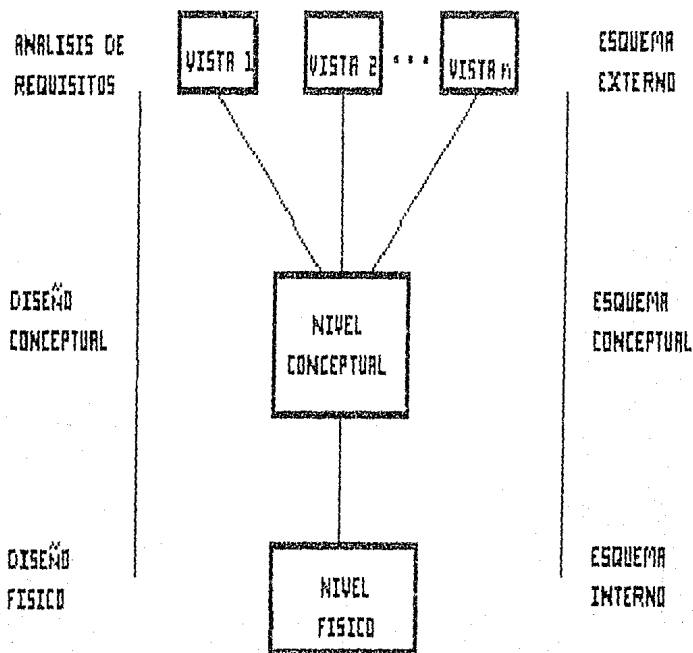 ANALISIS DE
REQUISITOS
VISTA 1
VISTA 2
...
VISTA n
ESQUEMA
EXTERNO
DISEÑO
CONCEPTUAL
NIVEL
CONCEPTUAL
ESQUEMA
CONCEPTUAL
DISEÑO
FISICO
NIVEL
FISICO
ESQUEMA
INTERNO